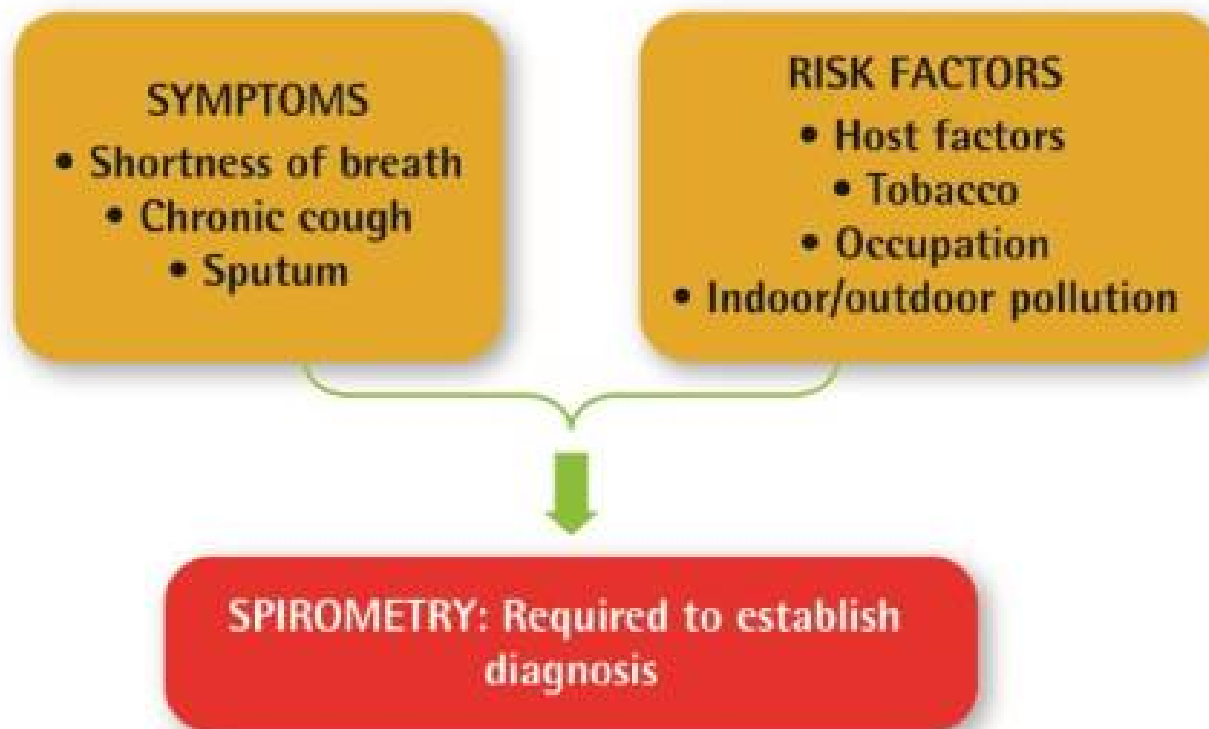 SYMPTOMS
• Shortness of breath
• Chronic cough
• Sputum
RISK FACTORS
• Host factors
• Tobacco
• Occupation
• Indoor/outdoor pollution
SPIROMETRY: Required to establish
diagnosis